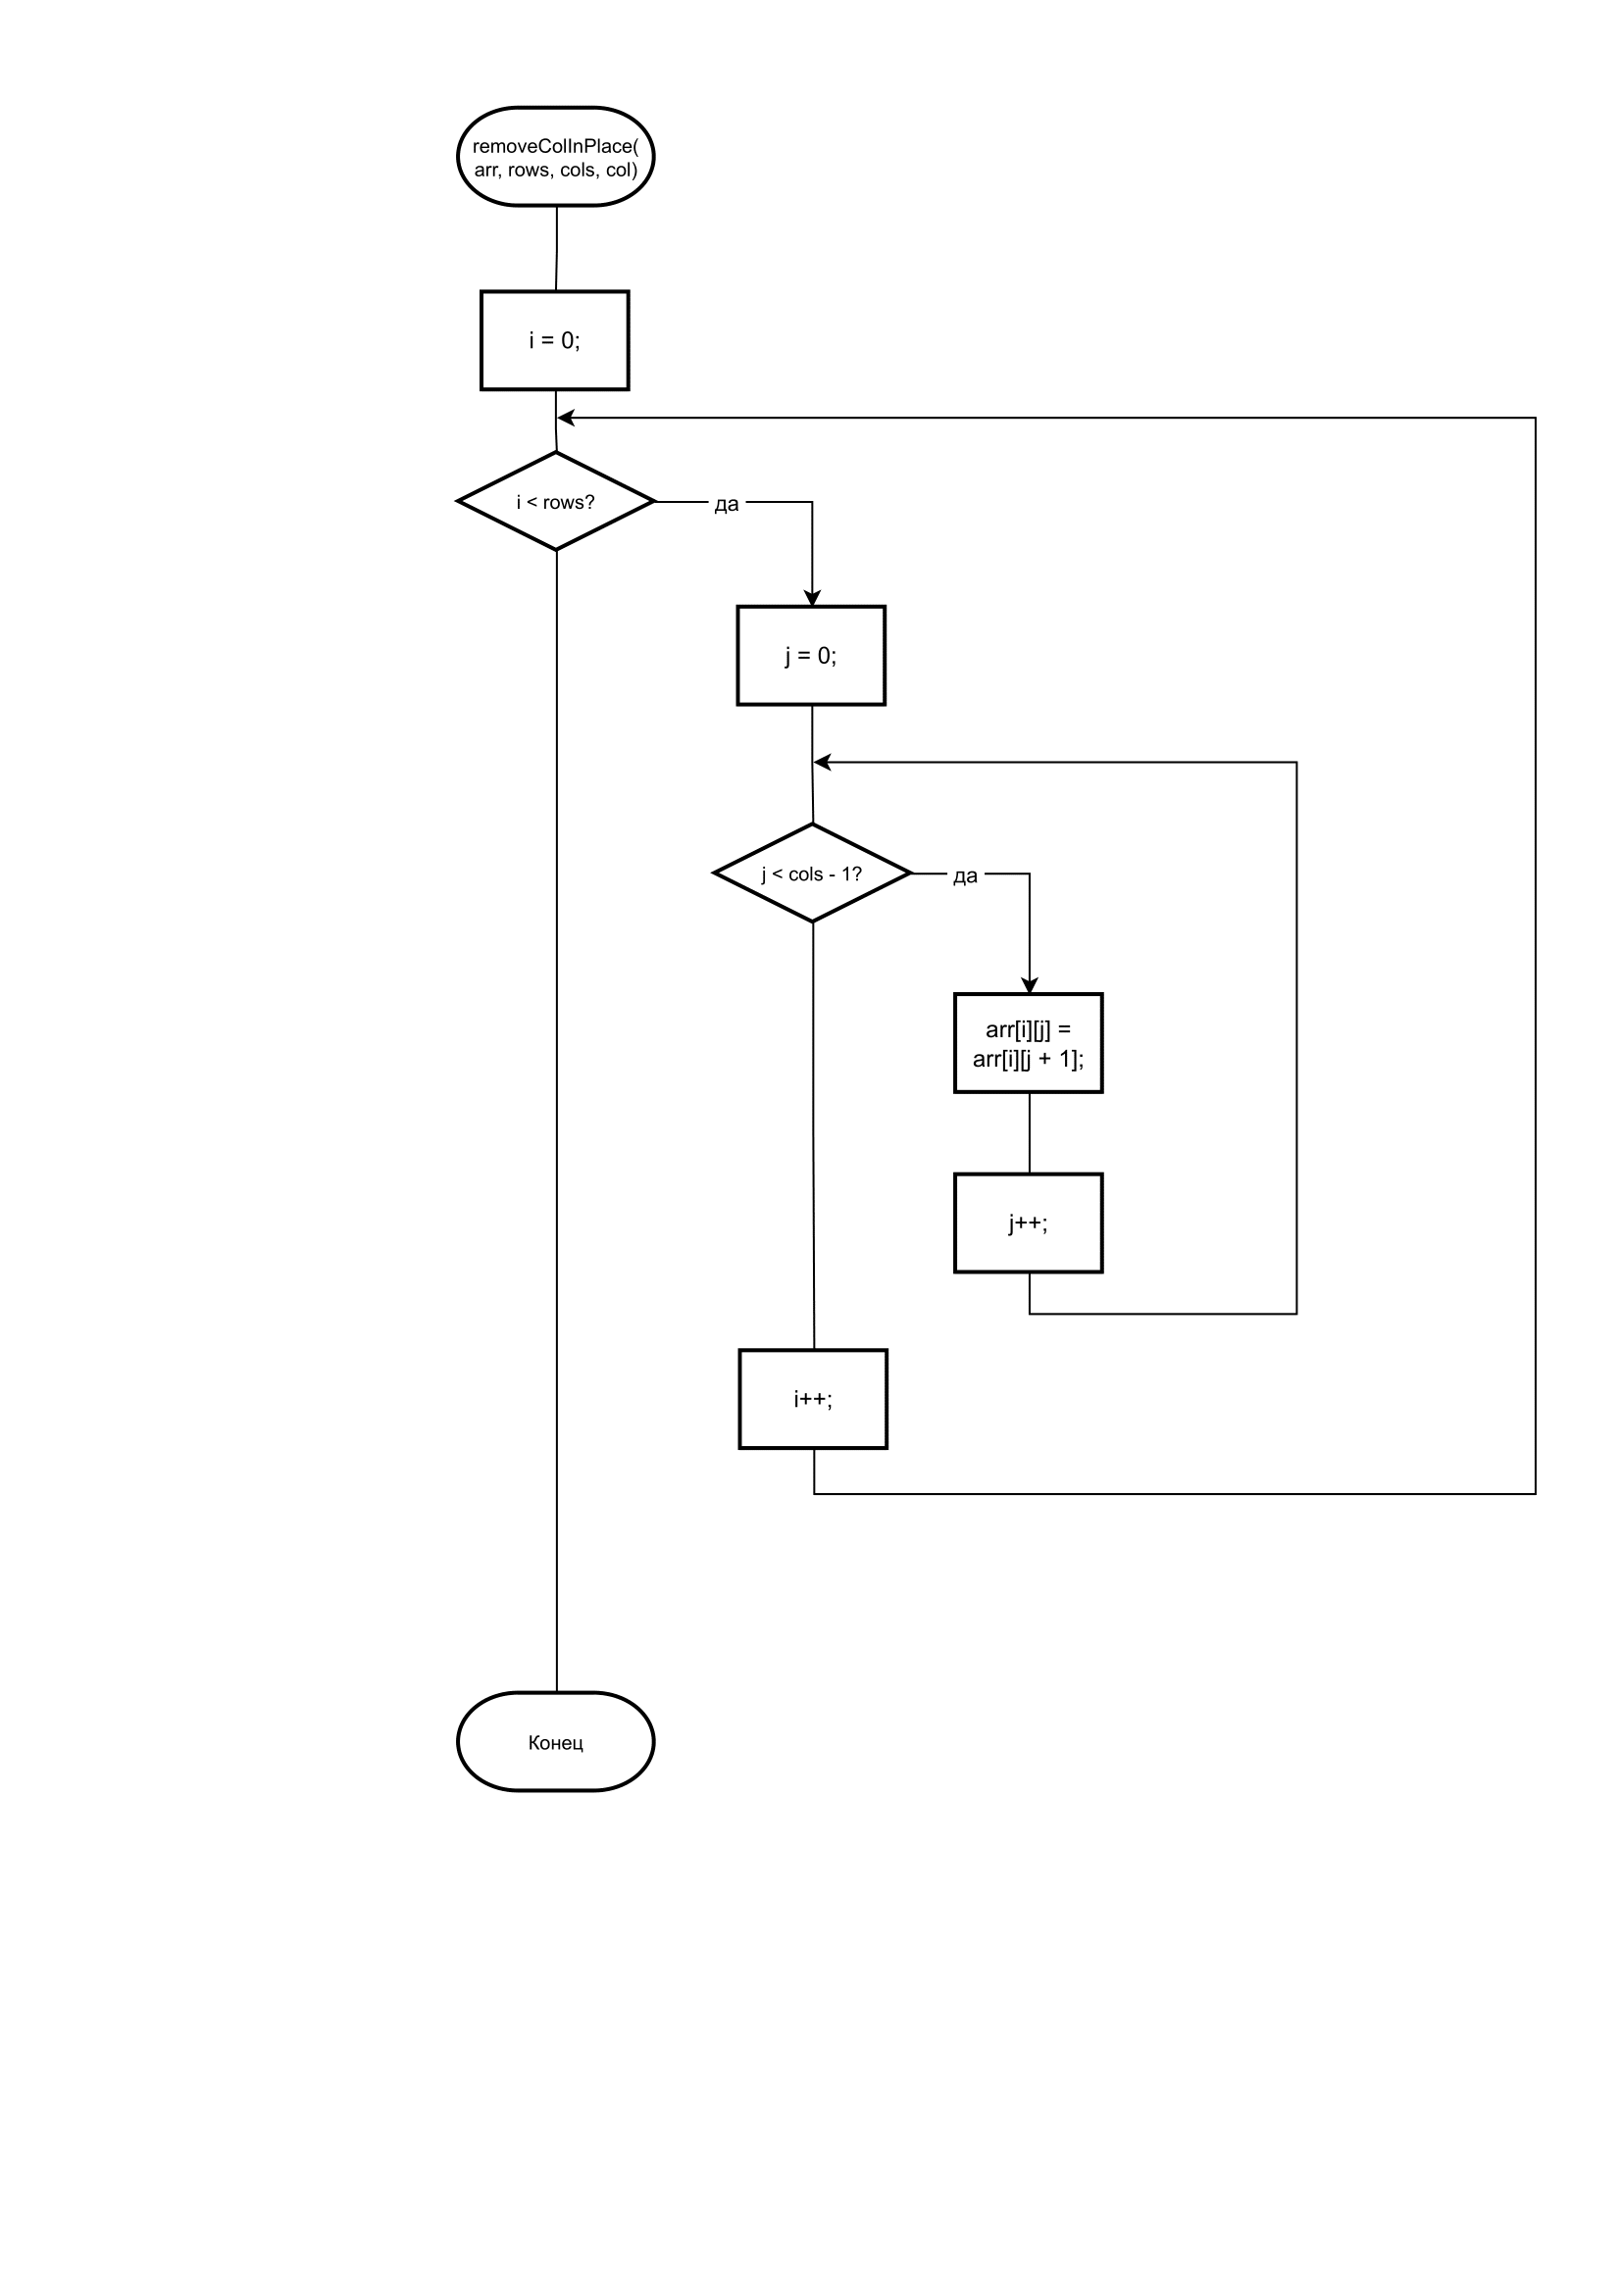 removeColInPlace(
arr, rows, cols, col)
i = 0;
i < rows?
да
j = 0;
j < cols - 1?
да
arr[i][j] =
arr[i][j + 1];
j++;
i++;
Конец